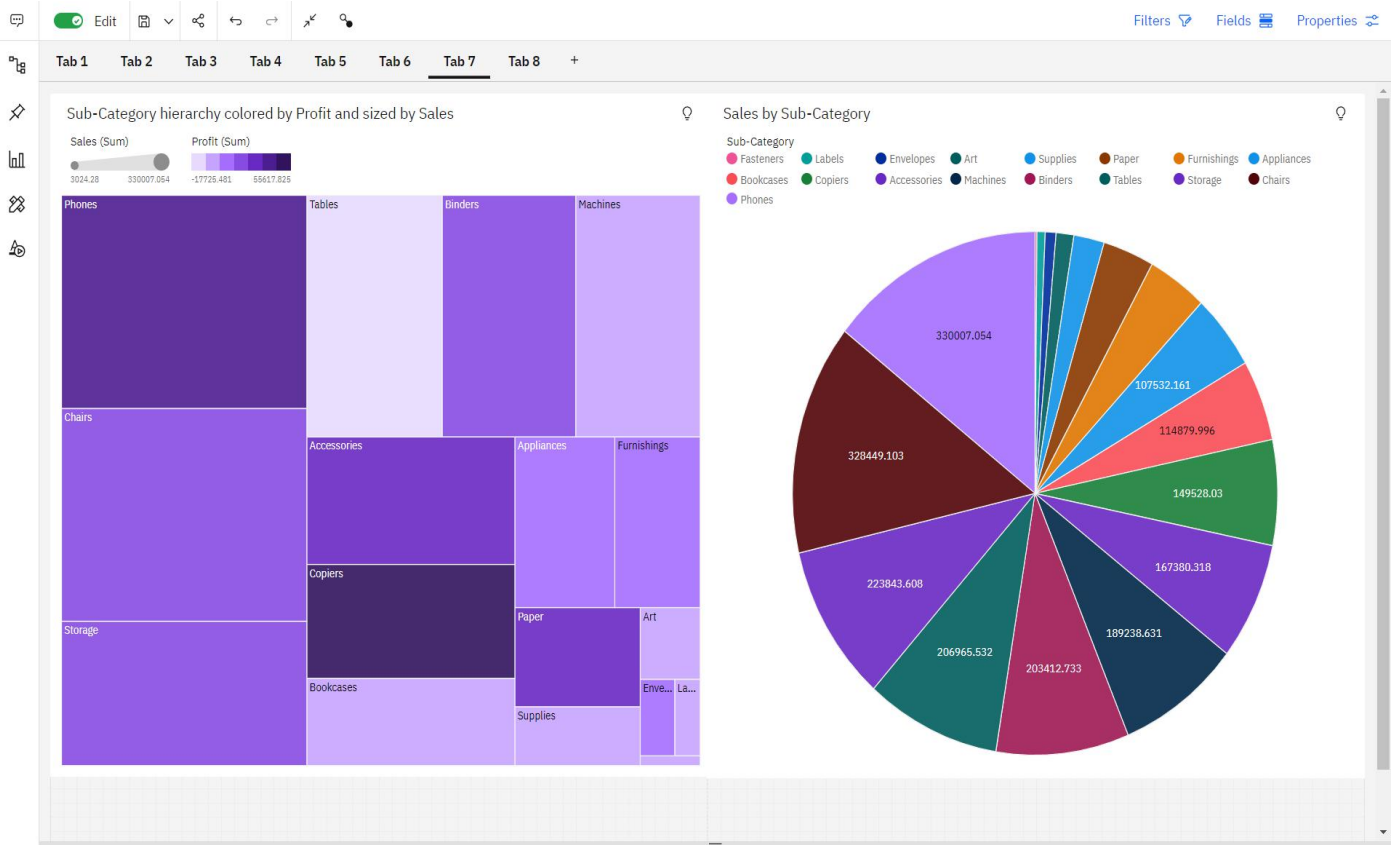 Edit
Filters Fields Properties
Tab 1 Tab 2 Tab 3 Tab 4 Tab 5 Tab 6 Tab 7 Tab 8 +
Sub-Category hierarchy colored by Profit and sized by Sales
Sales (Sum) Profit (Sum)
3024.28 330007.054 -17725.481 55617.825
Phones Tables Binders Machines
Chairs
Accessories Appliances Furnishings
Copiers
Paper Art
Storage
Bookcases Enve... La...
Supplies
Sales by Sub-Category
Sub-Category
Fasteners Labels Envelopes Art Supplies Paper Furnishings Appliances
Bookcases Copiers Accessories Machines Binders Tables Storage Chairs
Phones
330007.054
107532.161
114879.996
328449.103
149528.03
167380.318
223843.608
189238.631
206965.532
203412.733